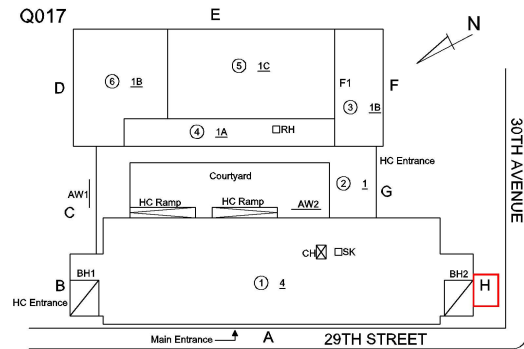 Q017
E
N
D
⑥ 1B
⑤ 1C
F1
F
③ 1B
④ 1A
RH
30TH AVENUE
HC Entrance
Courtyard
② 1
AW1
G
C
HC Ramp
HC Ramp
AW2
CH
SK
B
BH1
BH2
H
① 4
HC Entrance
Main Entrance
A
29TH STREET